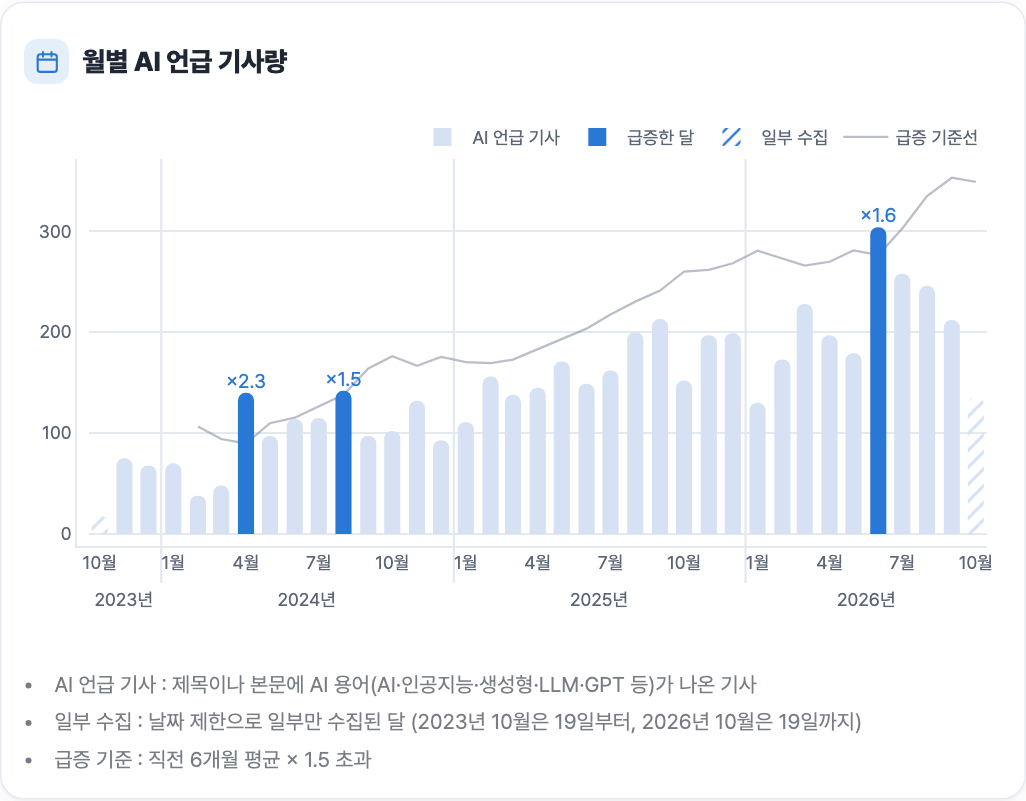 월별 AI 언급 기사량
AI 언급 기사 급증한 달 일부 수집 급증 기준선
300
200
100
0
×2.3
×1.5
×1.6
10월 1월 4월 7월 10월 1월 4월 7월 10월 1월 4월 7월 10월
2023년 2024년 2025년 2026년
• AI 언급 기사 : 제목이나 본문에 AI 용어(AI·인공지능·생성형·LLM·GPT 등)가 나온 기사
• 일부 수집 : 날짜 제한으로 일부만 수집된 달 (2023년 10월은 19일부터, 2026년 10월은 19일까지)
• 급증 기준 : 직전 6개월 평균 × 1.5 초과